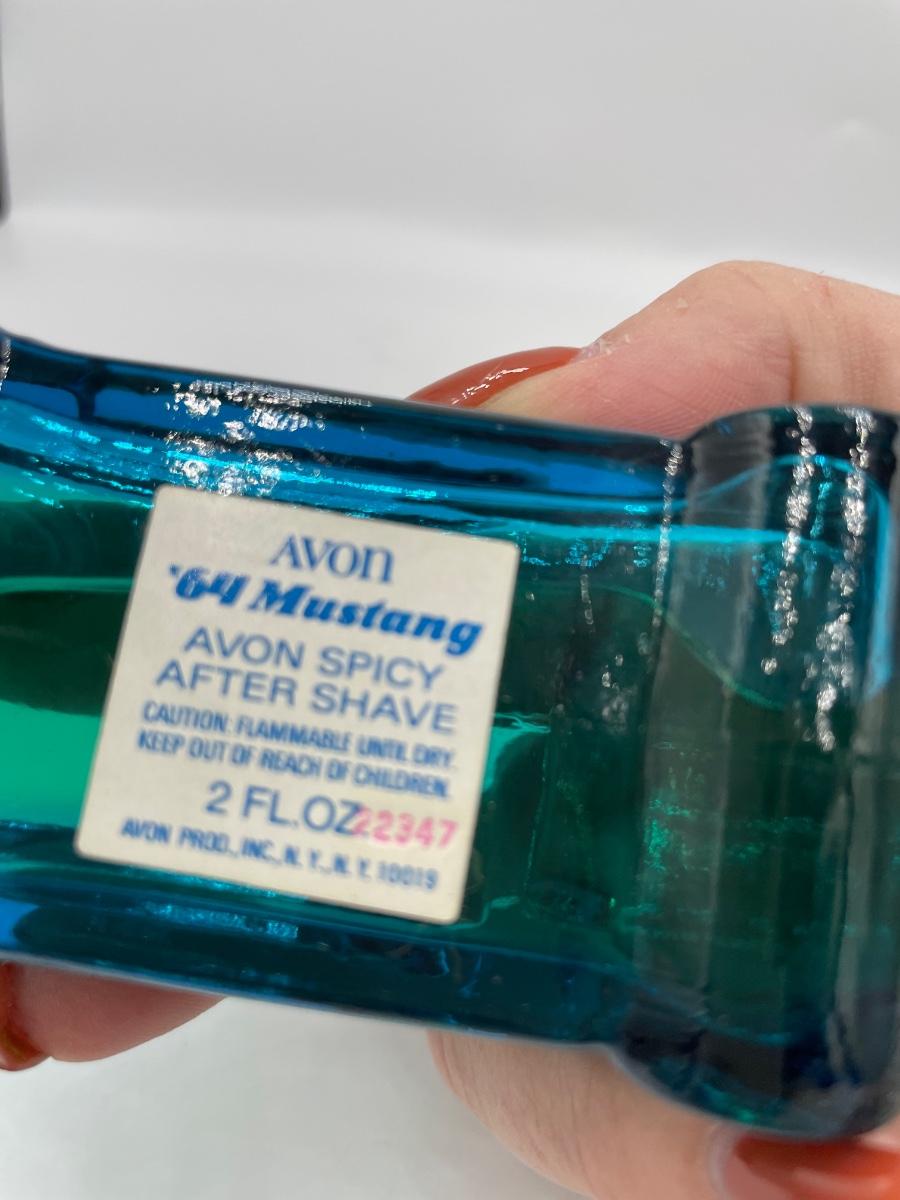 AVON
'64 Mustang
AVON SPICY
AFTER SHAVE
CAUTION: FLAMMABLE UNTIL DRY.
KEEP OUT OF REACH OF CHILDREN.
2 FL.OZ 22347
AVON PROD., INC., N.Y., N.Y. 10019